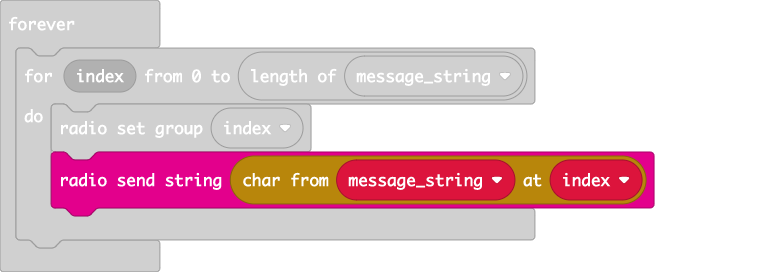 forever
for index from 0 to length of message_string
do
radio set group index
radio send string char from message_string at index